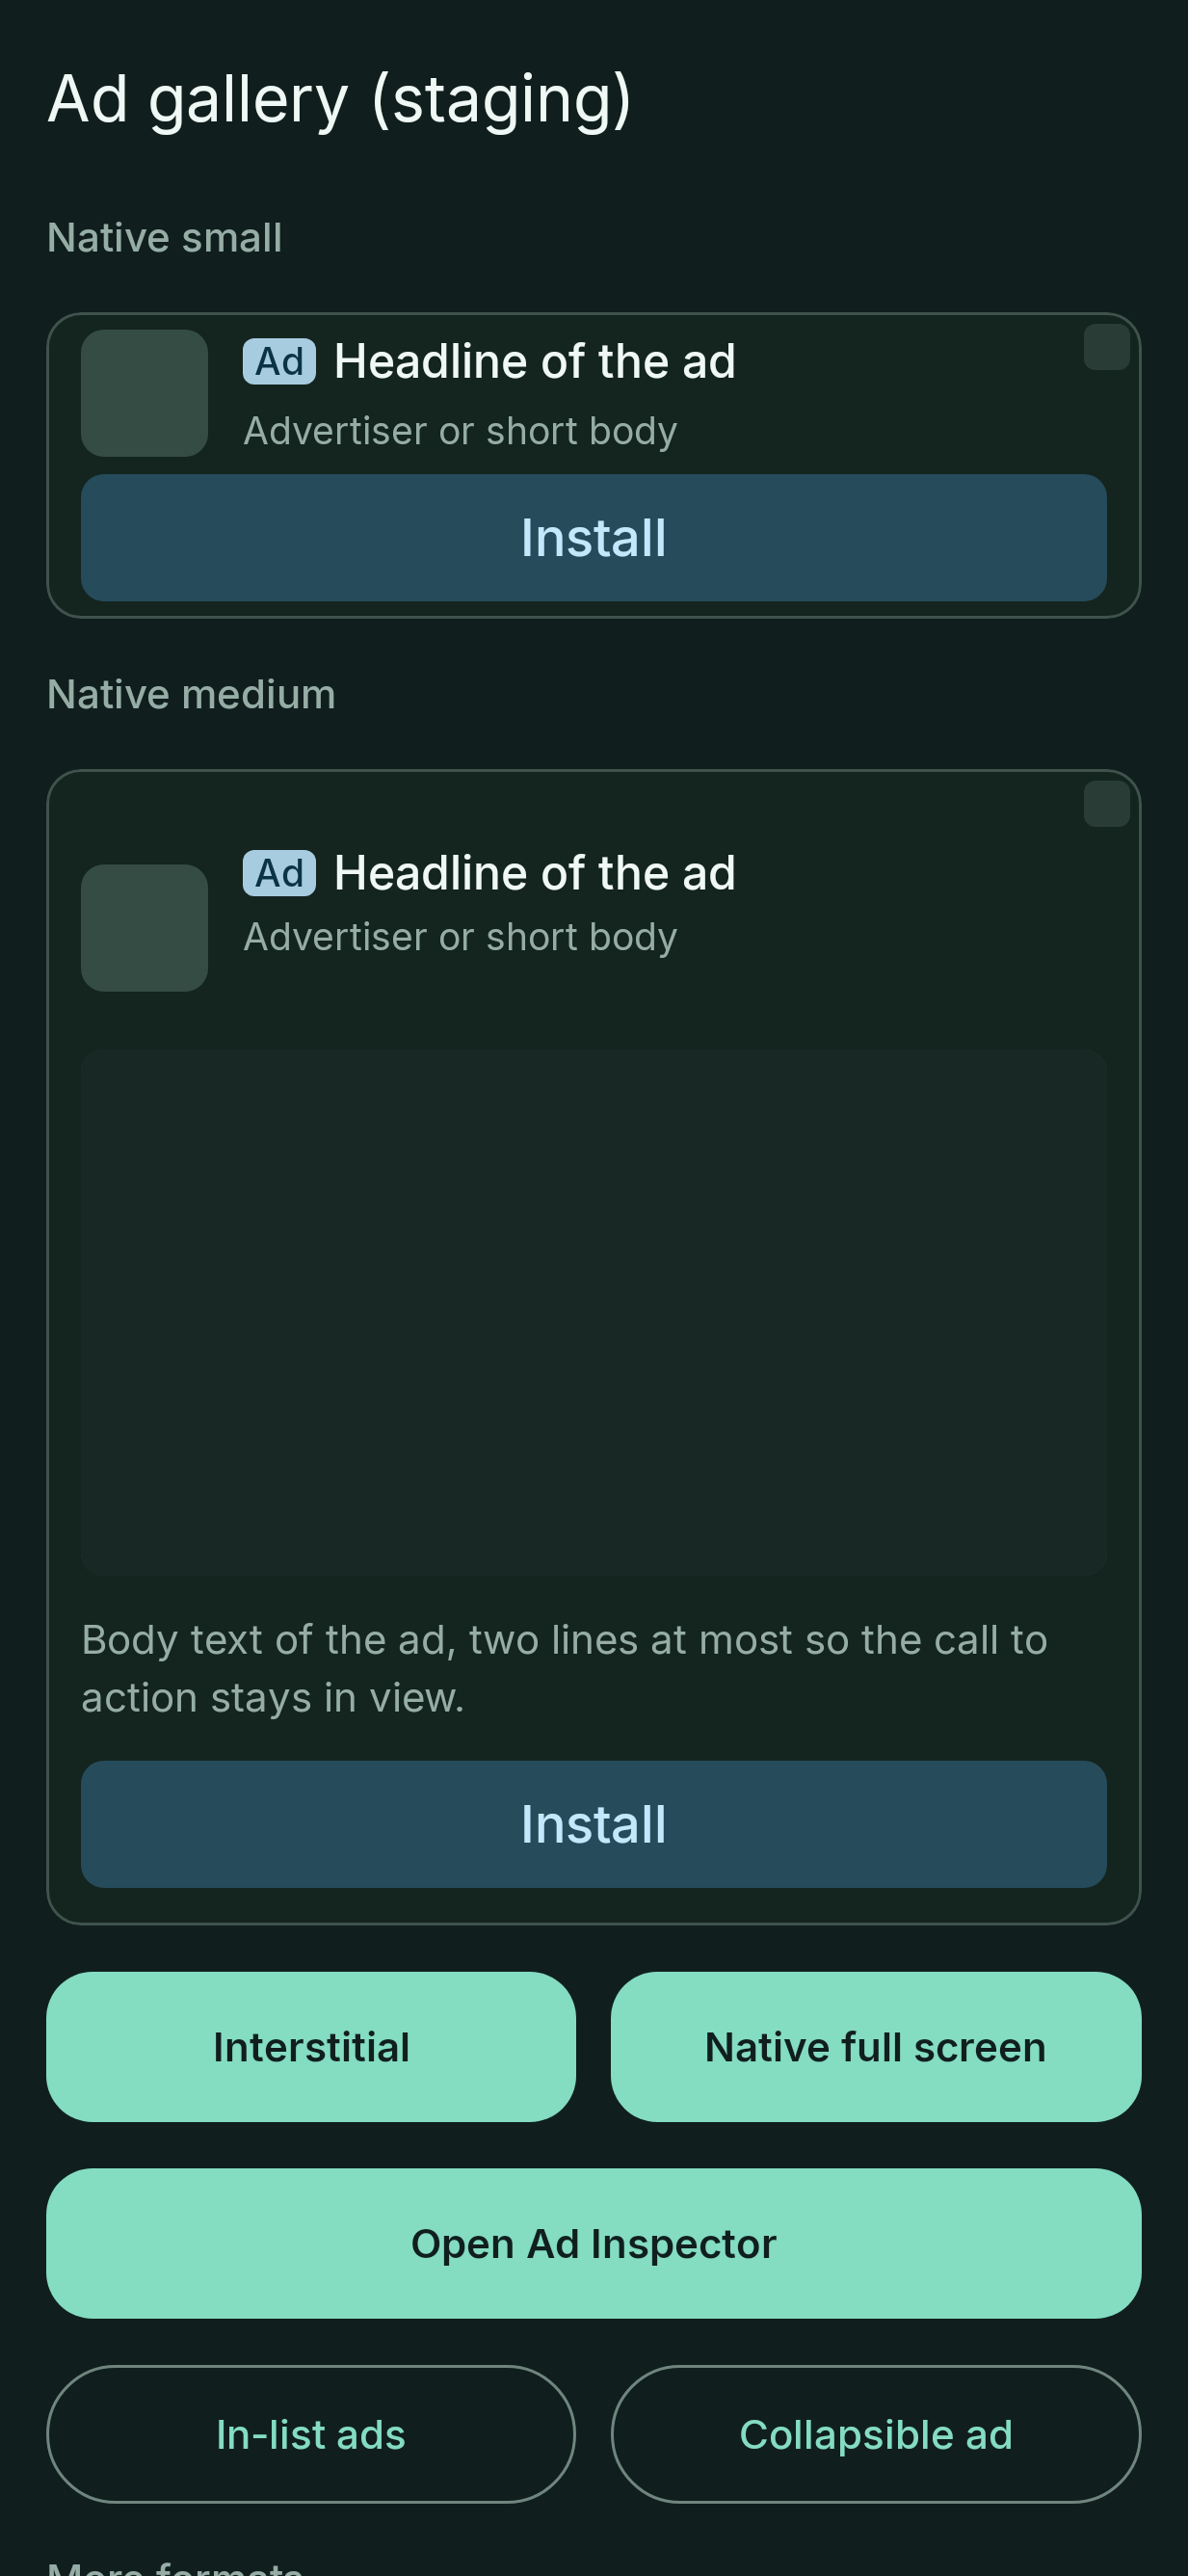 Ad gallery (staging)
Native small
Ad Headline of the ad
Advertiser or short body
Install
Native medium
Ad Headline of the ad
Advertiser or short body
Body text of the ad, two lines at most so the call to
action stays in view.
Install
Interstitial
Native full screen
Open Ad Inspector
In-list ads
Collapsible ad
More formats